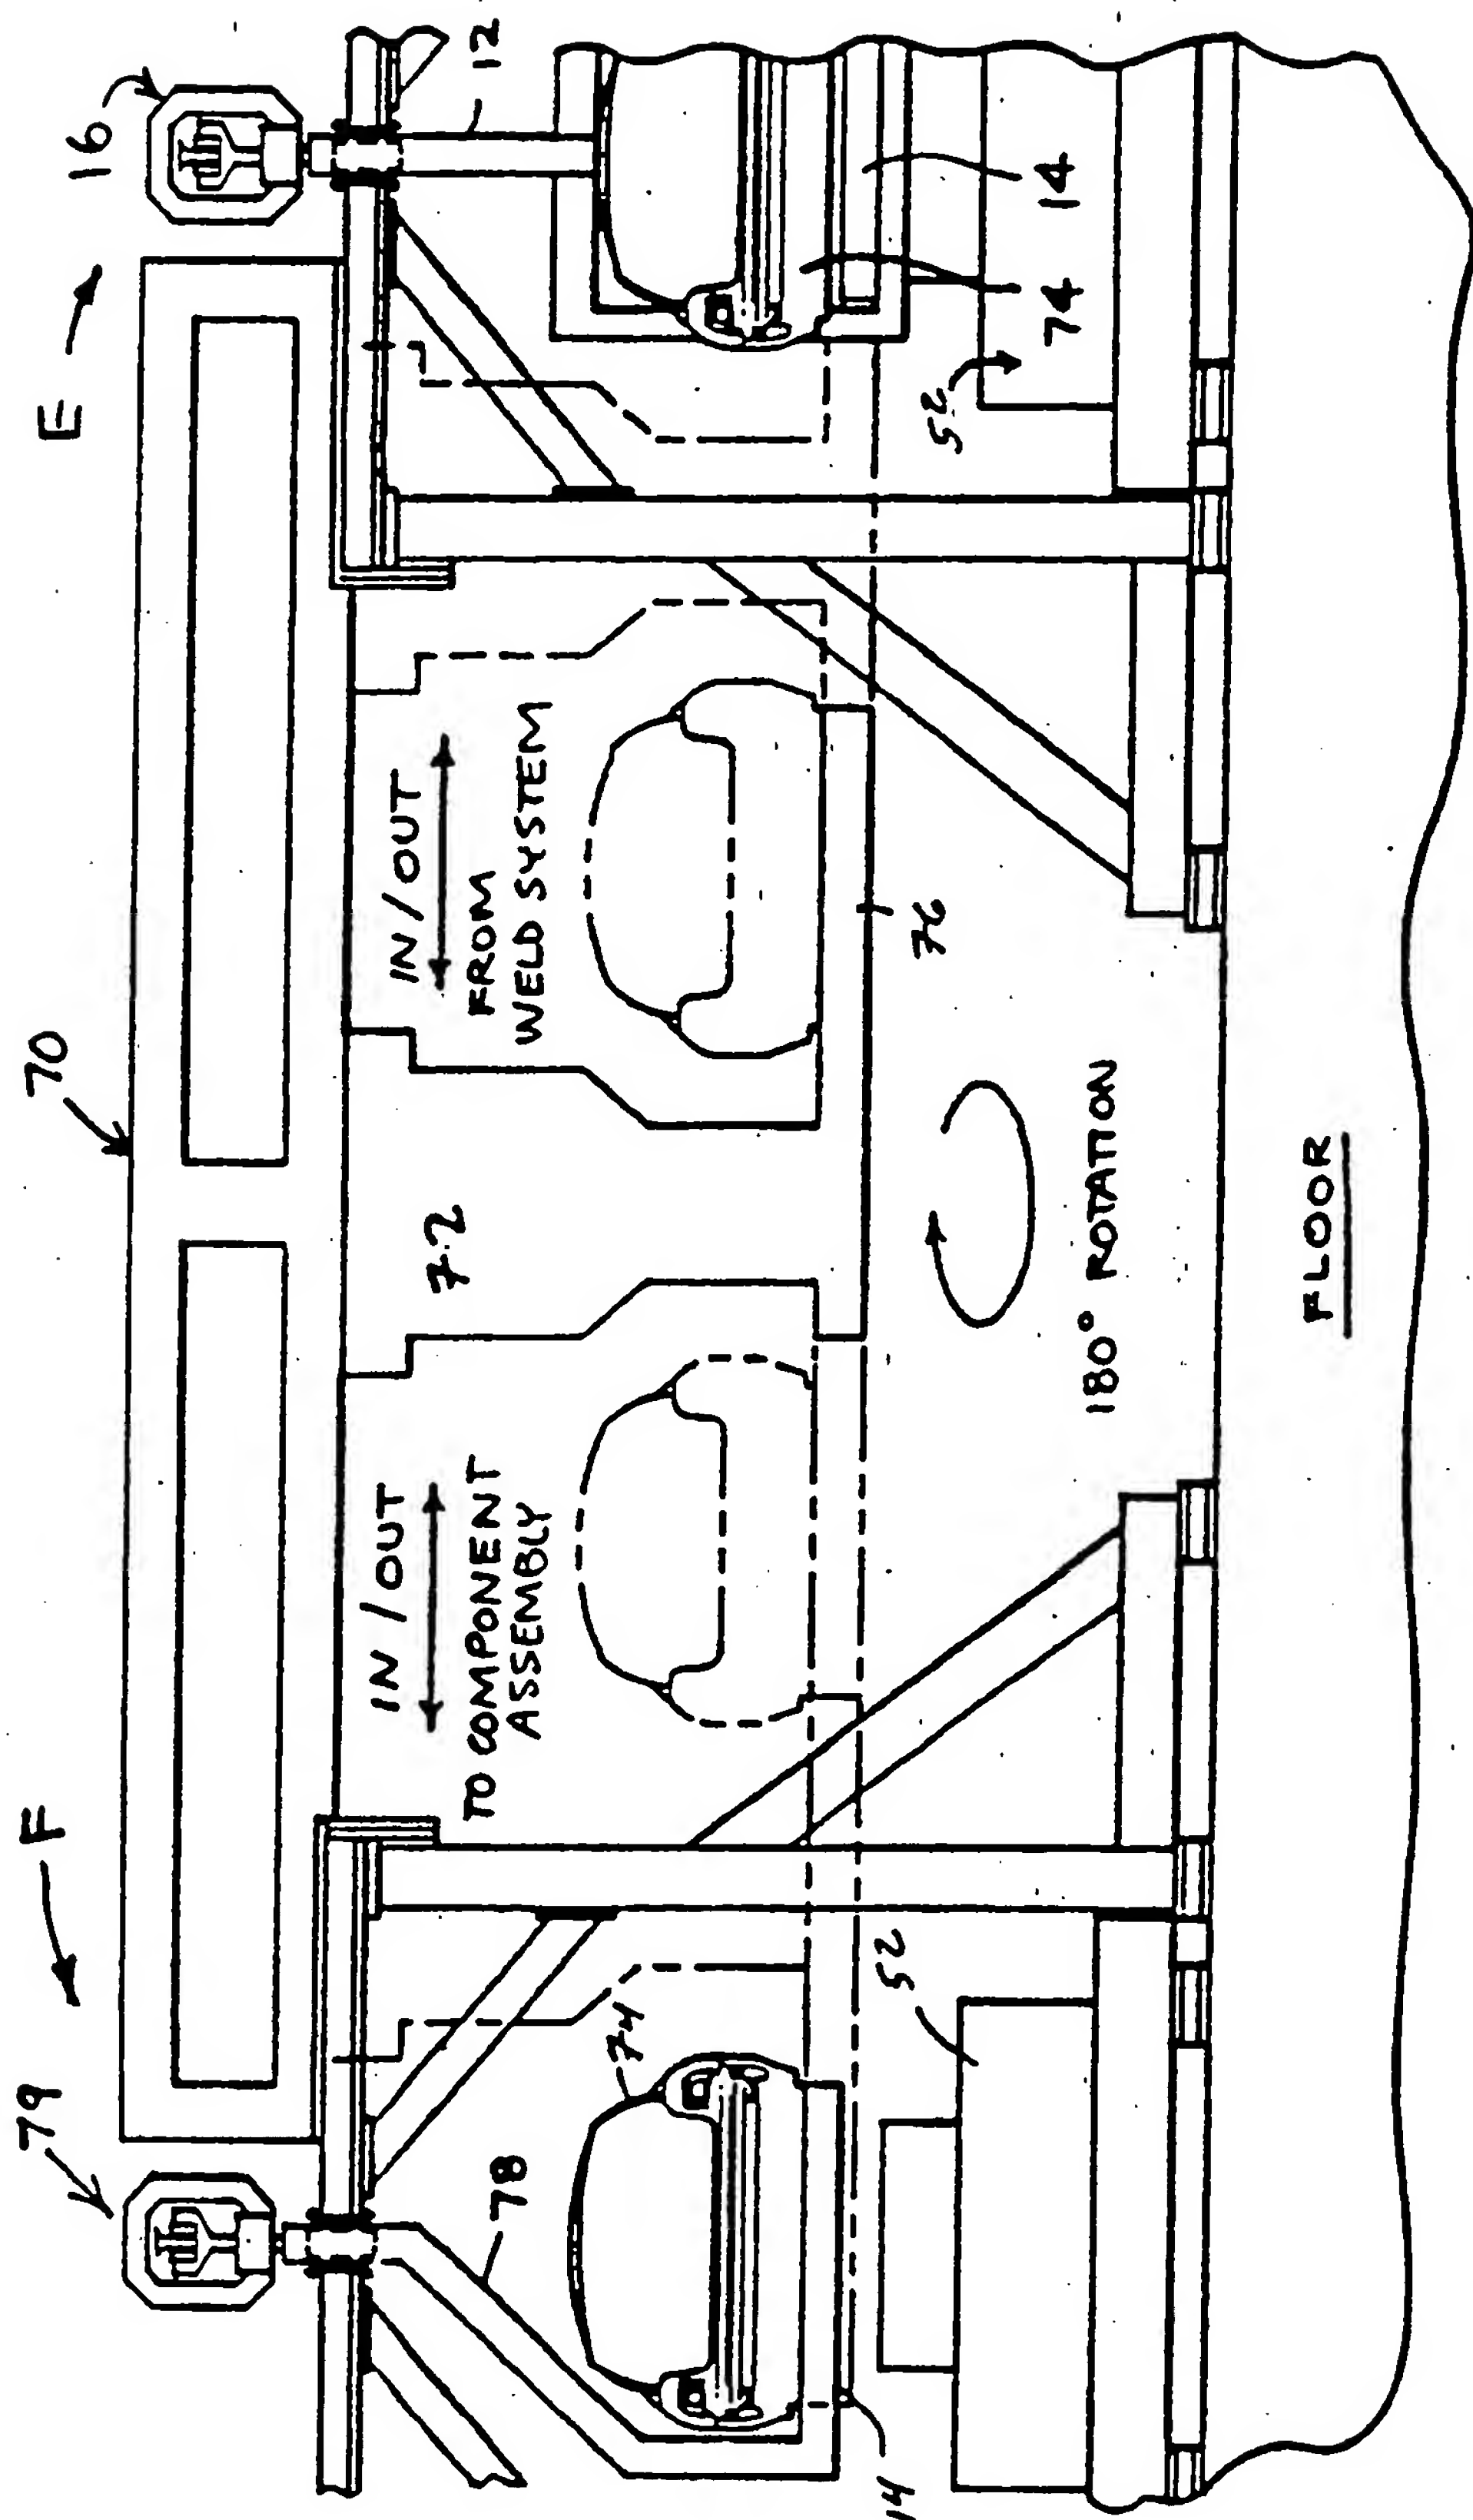 79
F
70
E
16
12
IN / OUT
TO COMPONENT
ASSEMBLY
72
IN / OUT
FROM
WELD SYSTEM
78
74
76
52
74
14
14
52
180° ROTATION
FLOOR